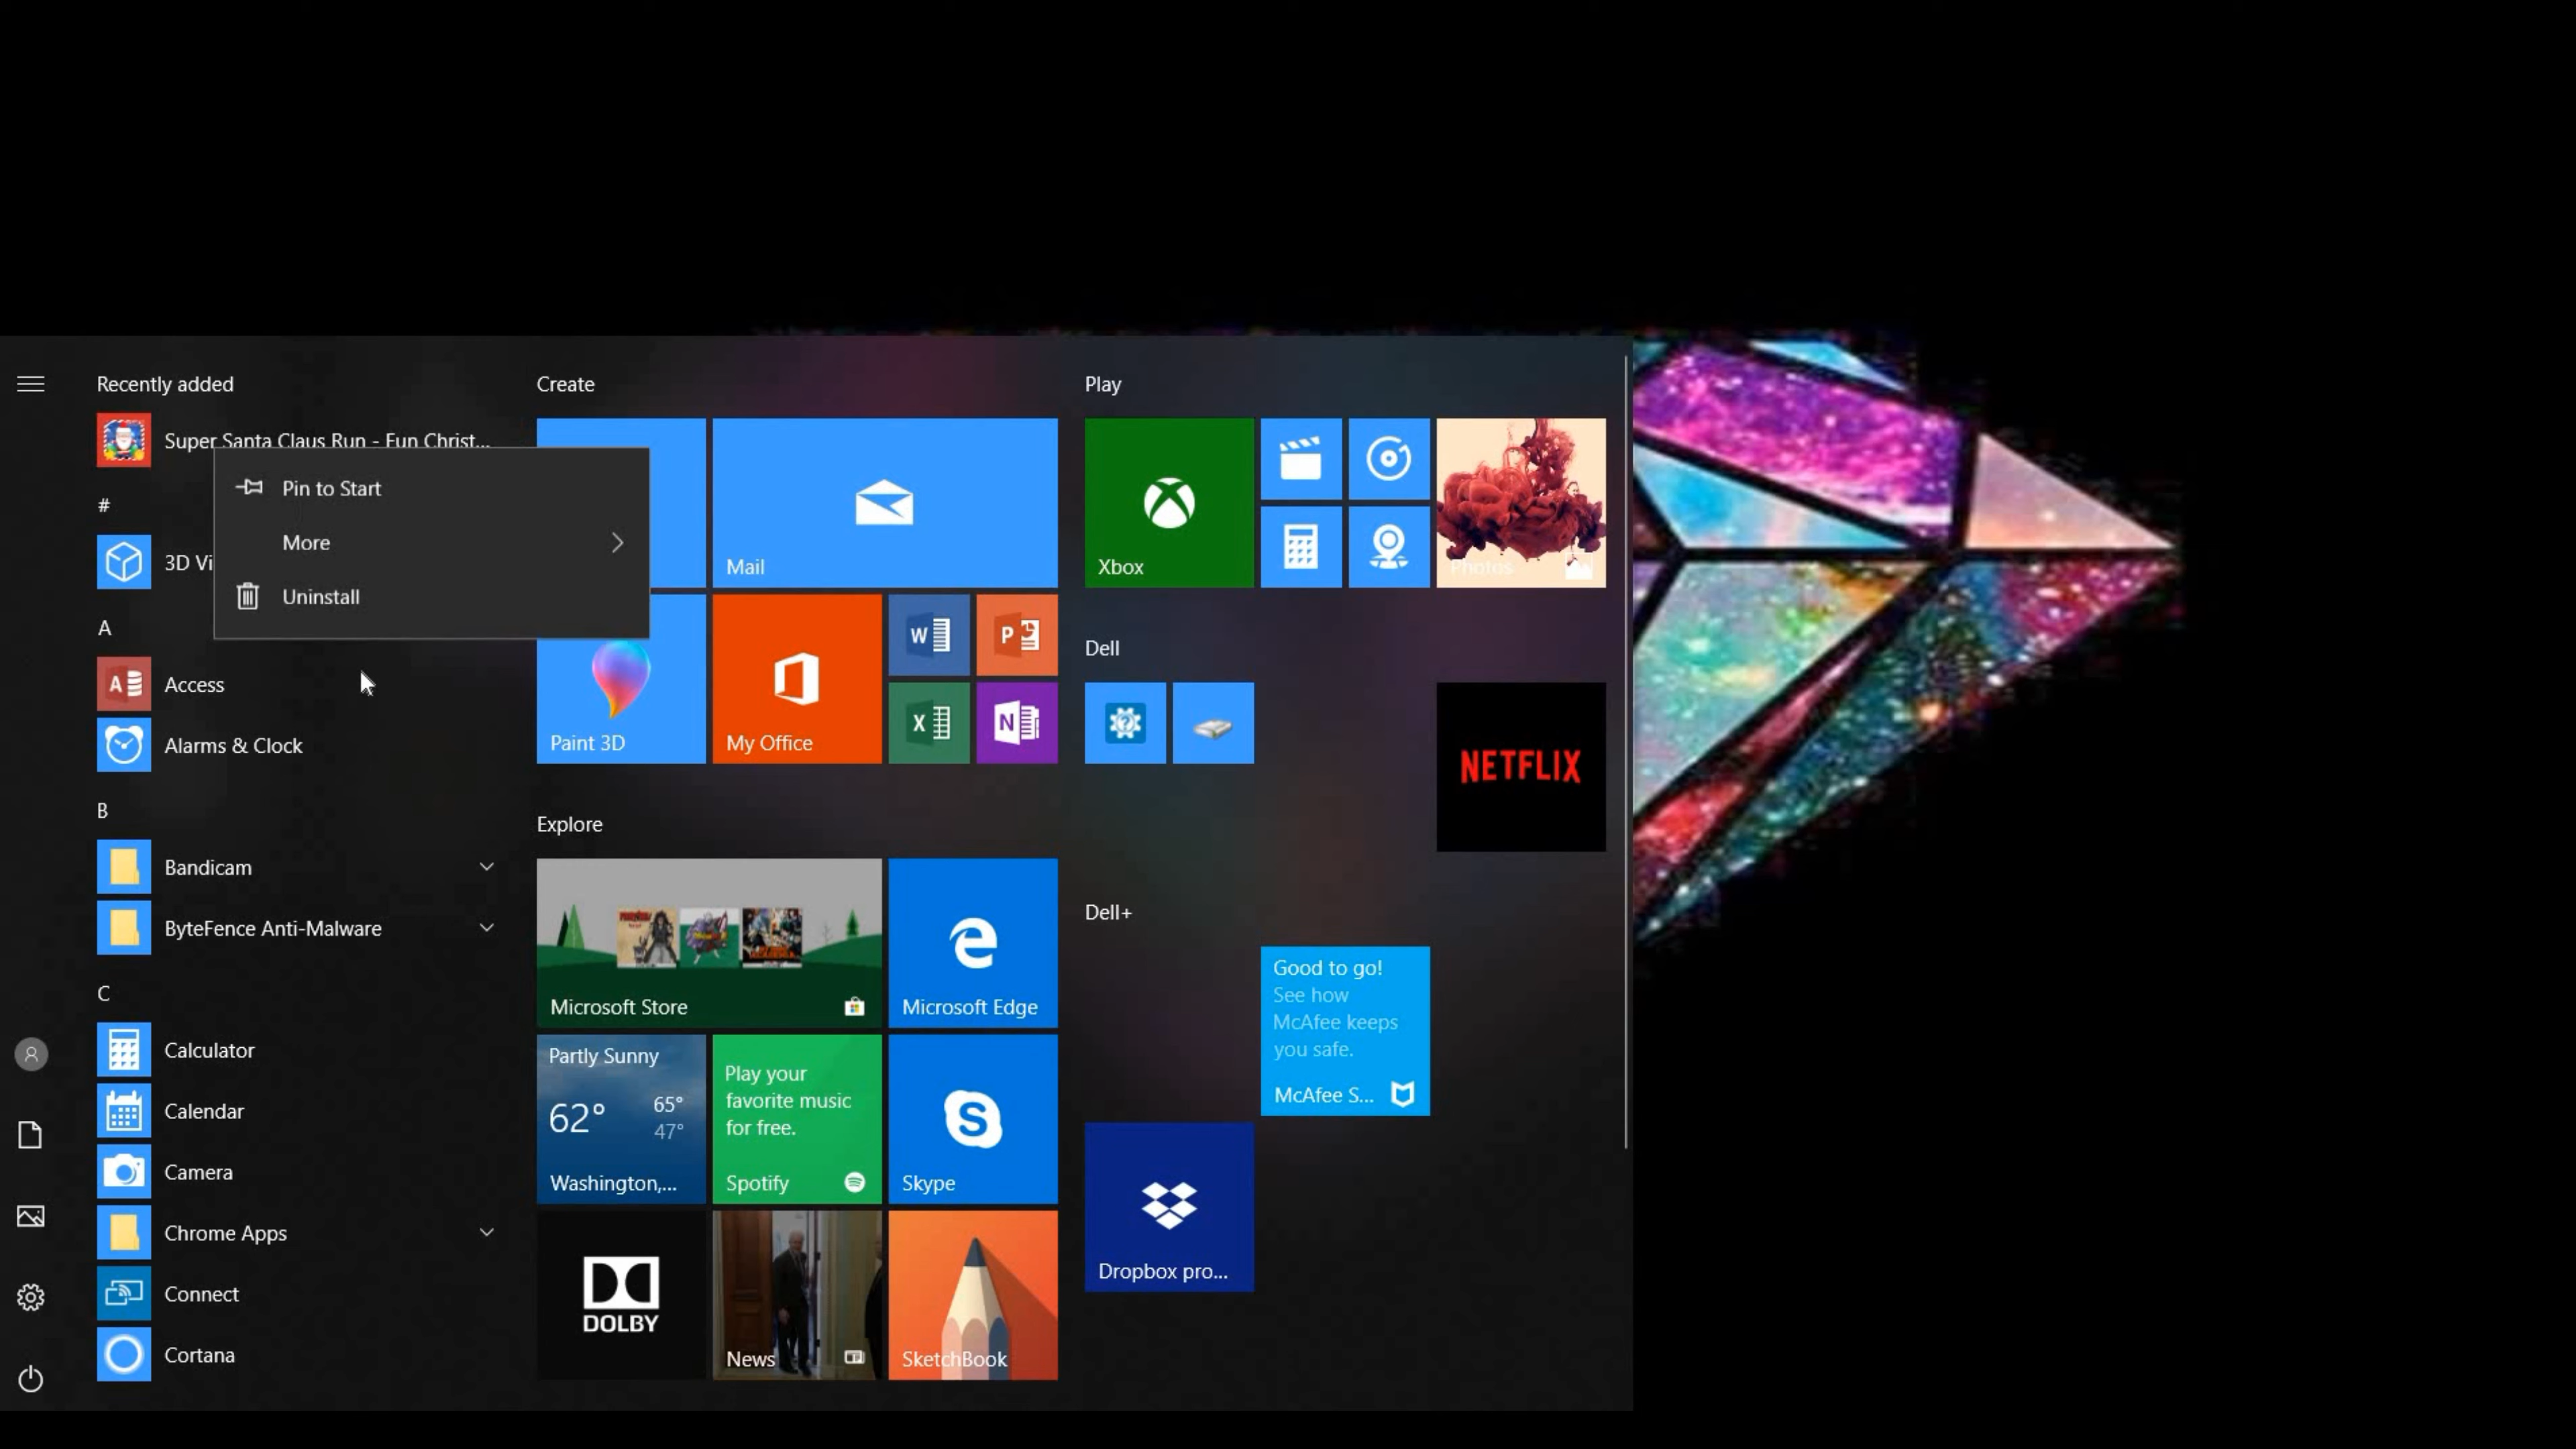 Recently added
Super Santa Claus Run - Fun Christ...
Pin to Start
More
Uninstall
#
3D Vi
A
Access
Alarms & Clock
B
Bandicam
ByteFence Anti-Malware
C
Calculator
Calendar
Camera
Chrome Apps
Connect
Cortana
Create
Mail
Paint 3D
My Office
W
P
A
X
N
Explore
Microsoft Store
Microsoft Edge
Partly Sunny
62°
65°
47°
Washington,...
Play your
favorite music
for free.
Spotify
S
Skype
DOLBY
News
SketchBook
Play
Xbox
Photos
Dell
NETFLIX
Dell+
Good to go!
See how
McAfee keeps
you safe.
McAfee S...
Dropbox pro...